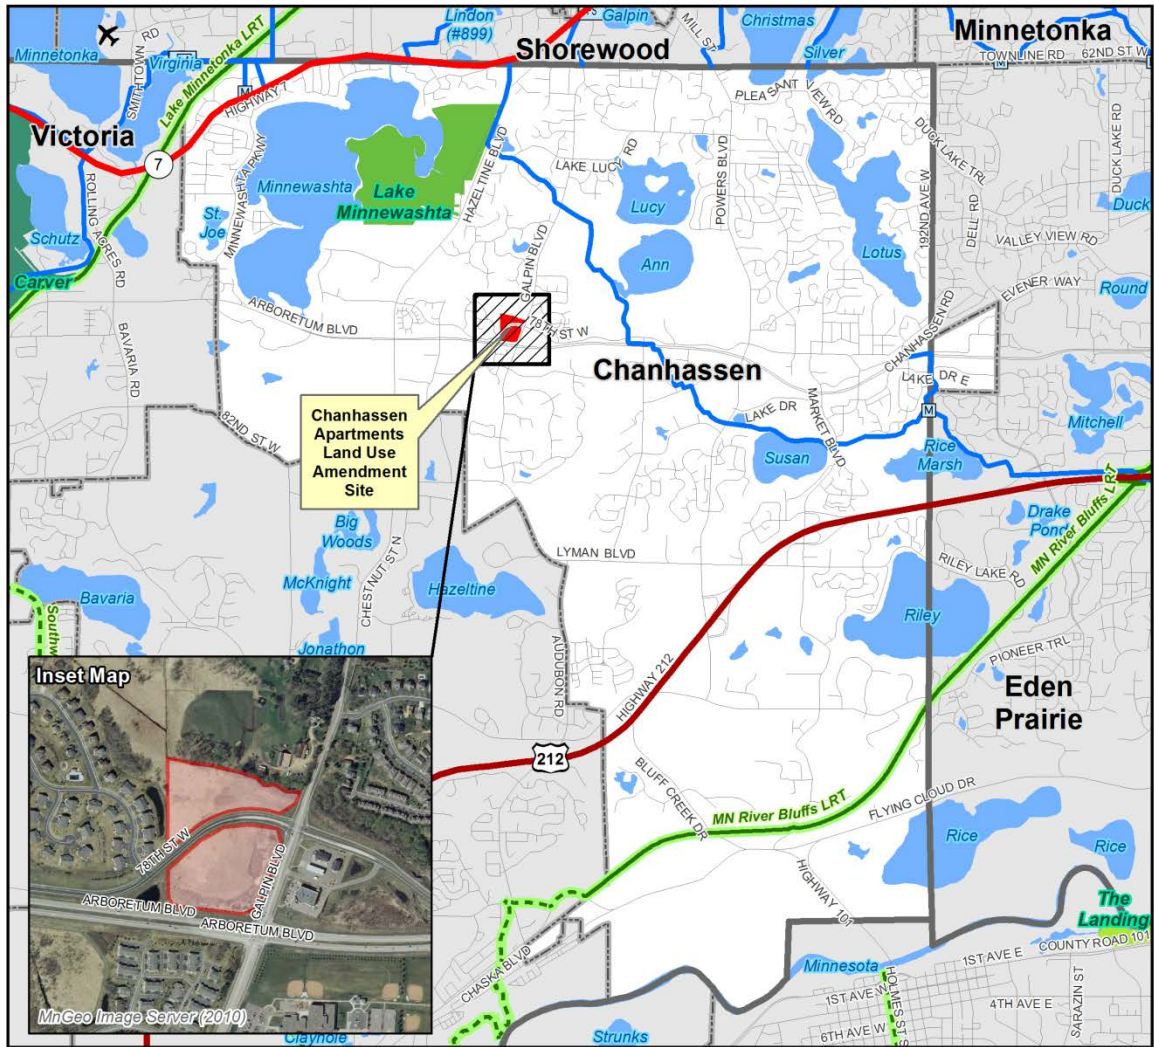 Minnetonka
SMITHTOWN RD
Virginia
Lake Minnetonka LRT
Lindon
(#899)
Galpin
MILL ST
Christmas
Silver
Shorewood
Minnetonka
TOWNLINE RD
62ND ST W
M
M
HIGHWAY 7
Victoria
7
PLEASANT VIEW RD
DUCK LAKE TRL
DUCK LAKE RD
MINNEWASHTA PKWY
Minnewashta
Lake
Minnewashta
HAZELTINE BLVD
LAKE LUCY RD
Lucy
POWERS BLVD
192ND AVE W
DELL RD
Duck
ROLLING ACRES RD
Schutz
St.
Joe
Ann
Lotus
VALLEY VIEW RD
Carver
GALPIN BLVD
EVENER WAY
Round
ARBORETUM BLVD
78TH ST W
CHANHASSEN RD
BAVARIA RD
Chanhassen
LAKE DR E
82ND ST W
Chanhassen
Apartments
Land Use
Amendment
Site
LAKE DR
MARKET BLVD
M
Mitchell
Susan
Rice
Marsh
Big
Woods
CHESTNUT ST N
LYMAN BLVD
Drake
Pond
MN River Bluffs LRT
McKnight
Hazeltine
RILEY LAKE RD
Bavaria
Riley
Southw
Jonathon
AUDUBON RD
PIONEER TRL
Inset Map
HIGHWAY 212
Eden
Prairie
212
BLUFF CREEK DR
MN River Bluffs LRT
FLYING CLOUD DR
78TH ST W
GALPIN BLVD
Rice
Rice
ARBORETUM BLVD
ARBORETUM BLVD
HIGHWAY 101
The
Landing
CHASKA BLVD
COUNTY ROAD 101
1ST AVE E
Minnesota
1ST AVE W
HOLMES ST S
4TH AVE E
SARAZIN ST
MnGeo Image Server (2010)
6TH AVE W
Clayhole
Strunks